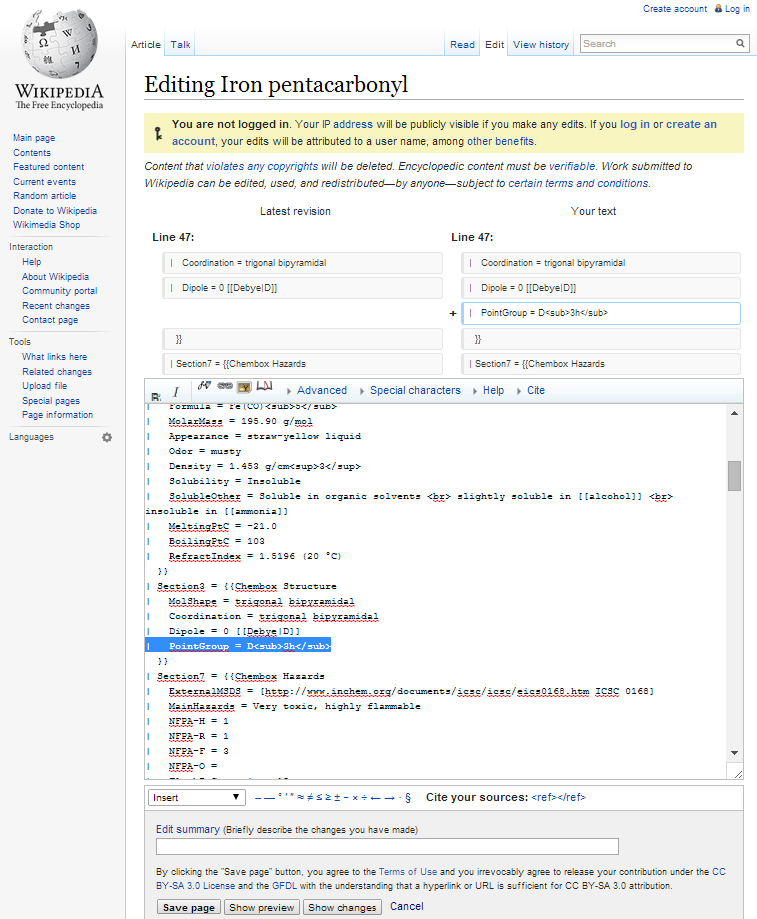 Create account Log in
Article Talk Read Edit View history Search
WIKIPEDIA
The Free Encyclopedia
Main page
Contents
Featured content
Current events
Random article
Donate to Wikipedia
Wikimedia Shop
Interaction
Help
About Wikipedia
Community portal
Recent changes
Contact page
Tools
What links here
Related changes
Upload file
Special pages
Page information
Languages
Editing Iron pentacarbonyl
You are not logged in. Your IP address will be publicly visible if you make any edits. If you log in or create an
account, your edits will be attributed to a user name, among other benefits.
Content that violates any copyrights will be deleted. Encyclopedic content must be verifiable. Work submitted to
Wikipedia can be edited, used, and redistributed—by anyone—subject to certain terms and conditions.
Latest revision Your text
Line 47: Line 47:
| Coordination = trigonal bipyramidal | Coordination = trigonal bipyramidal
| Dipole = 0 [[Debye|D]] | Dipole = 0 [[Debye|D]]
+ | PointGroup = D<sub>3h</sub>
}} }}
| Section7 = {{Chembox Hazards | Section7 = {{Chembox Hazards
Advanced Special characters Help Cite
| Formula = Fe(CO)<sub>5</sub>
| MolarMass = 195.90 g/mol
| Appearance = straw-yellow liquid
| Odor = musty
| Density = 1.453 g/cm<sup>3</sup>
| Solubility = Insoluble
| SolubleOther = Soluble in organic solvents <br> slightly soluble in [[alcohol]] <br>
insoluble in [[ammonia]]
| MeltingPtC = -21.0
| BoilingPtC = 103
| RefractIndex = 1.5196 (20 °C)
}}
| Section3 = {{Chembox Structure
| MolShape = trigonal bipyramidal
| Coordination = trigonal bipyramidal
| Dipole = 0 [[Debye|D]]
| PointGroup = D<sub>3h</sub>
}}
| Section7 = {{Chembox Hazards
| ExternalMSDS = [http://www.inchem.org/documents/icsc/icsc/eics0168.htm ICSC 0168]
| MainHazards = Very toxic, highly flammable
| NFPA-H = 1
| NFPA-R = 1
| NFPA-F = 3
| NFPA-O =
Insert – — ° ′ ″ ≈ ≠ ≤ ≥ ± − × ÷ ← → · § Cite your sources: <ref></ref>
Edit summary (Briefly describe the changes you have made)
By clicking the "Save page" button, you agree to the Terms of Use and you irrevocably agree to release your contribution under the CC
BY-SA 3.0 License and the GFDL with the understanding that a hyperlink or URL is sufficient for CC BY-SA 3.0 attribution.
Save page Show preview Show changes Cancel